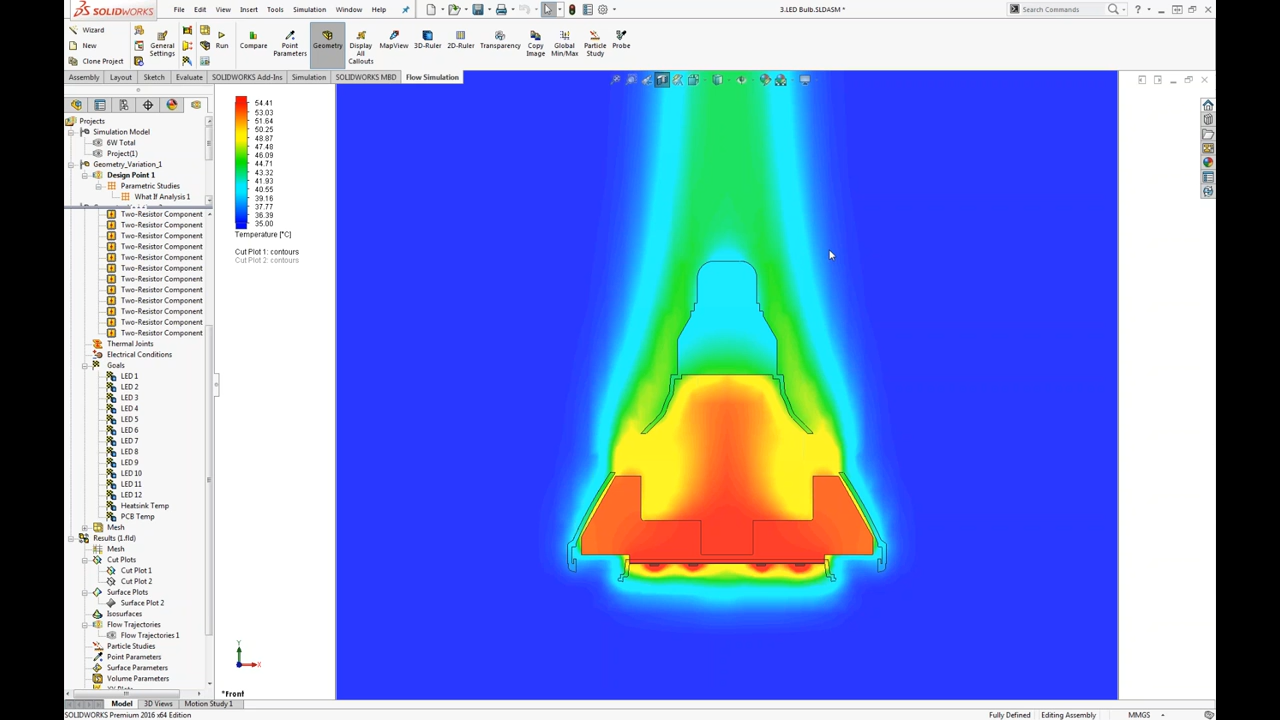 SOLIDWORKS
File Edit View Insert Tools Simulation Window Help
3.LED Bulb.SLDASM *
Search Commands
Wizard
New
Clone Project
General Settings
Run
Compare
Point Parameters
Geometry
Display All Callouts
MapView
3D-Ruler
2D-Ruler
Transparency
Copy Image
Global Min/Max
Particle Study
Probe
Assembly Layout Sketch Evaluate SOLIDWORKS Add-Ins Simulation SOLIDWORKS MBD Flow Simulation
Projects
Simulation Model
6W Total
Project(1)
Geometry_Variation_1
Design Point 1
Parametric Studies
What If Analysis 1
Two-Resistor Component
Two-Resistor Component
Two-Resistor Component
Two-Resistor Component
Two-Resistor Component
Two-Resistor Component
Two-Resistor Component
Two-Resistor Component
Two-Resistor Component
Two-Resistor Component
Two-Resistor Component
Two-Resistor Component
Thermal Joints
Electrical Conditions
Goals
LED 1
LED 2
LED 3
LED 4
LED 5
LED 6
LED 7
LED 8
LED 9
LED 10
LED 11
LED 12
Heatsink Temp
PCB Temp
Mesh
Results (1.fld)
Mesh
Cut Plots
Cut Plot 1
Cut Plot 2
Surface Plots
Surface Plot 2
Isosurfaces
Flow Trajectories
Flow Trajectories 1
Particle Studies
Point Parameters
Surface Parameters
Volume Parameters
54.41
53.03
51.64
50.25
48.87
47.48
46.09
44.71
43.32
41.93
40.55
39.16
37.77
36.39
35.00
Temperature [°C]
Cut Plot 1: contours
Cut Plot 2: contours
Y
X
*Front
Model 3D Views Motion Study 1
SOLIDWORKS Premium 2016 x64 Edition
Fully Defined Editing Assembly MMGS